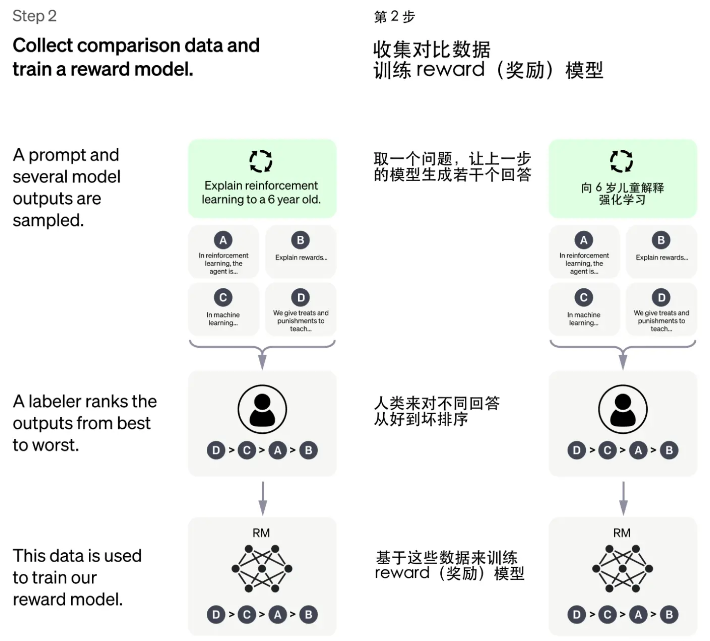 Step 2
Collect comparison data and
train a reward model.
A prompt and
several model
outputs are
sampled.
Explain reinforcement
learning to a 6 year old.
A
In reinforcement
learning, the
agent is...
B
Explain rewards...
C
In machine
learning...
D
We give treats and
punishments to
teach...
A labeler ranks the
outputs from best
to worst.
D > C > A > B
This data is used
to train our
reward model.
RM
D > C > A > B
第 2 步
收集对比数据
训练 reward（奖励）模型
取一个问题，让上一步
的模型生成若干个回答
向 6 岁儿童解释
强化学习
A
In reinforcement
learning, the
agent is...
B
Explain rewards...
C
In machine
learning...
D
We give treats and
punishments to
teach...
人类来对不同回答
从好到坏排序
D > C > A > B
基于这些数据来训练
reward（奖励）模型
RM
D > C > A > B